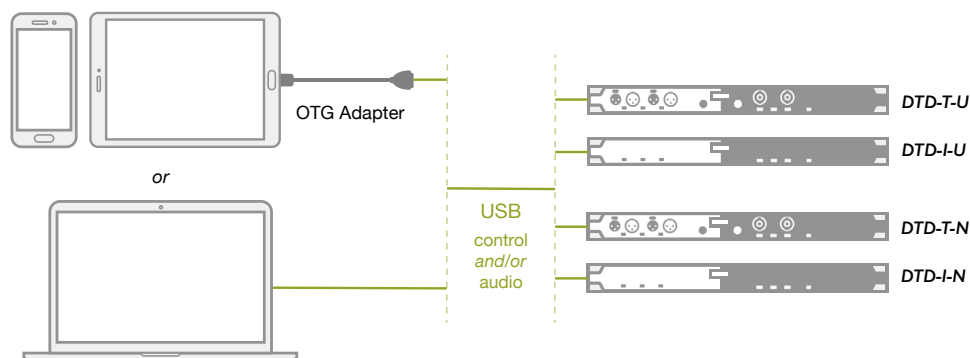 OTG Adapter
or
USB
control
and/or
audio
DTD-T-U
DTD-I-U
DTD-T-N
DTD-I-N